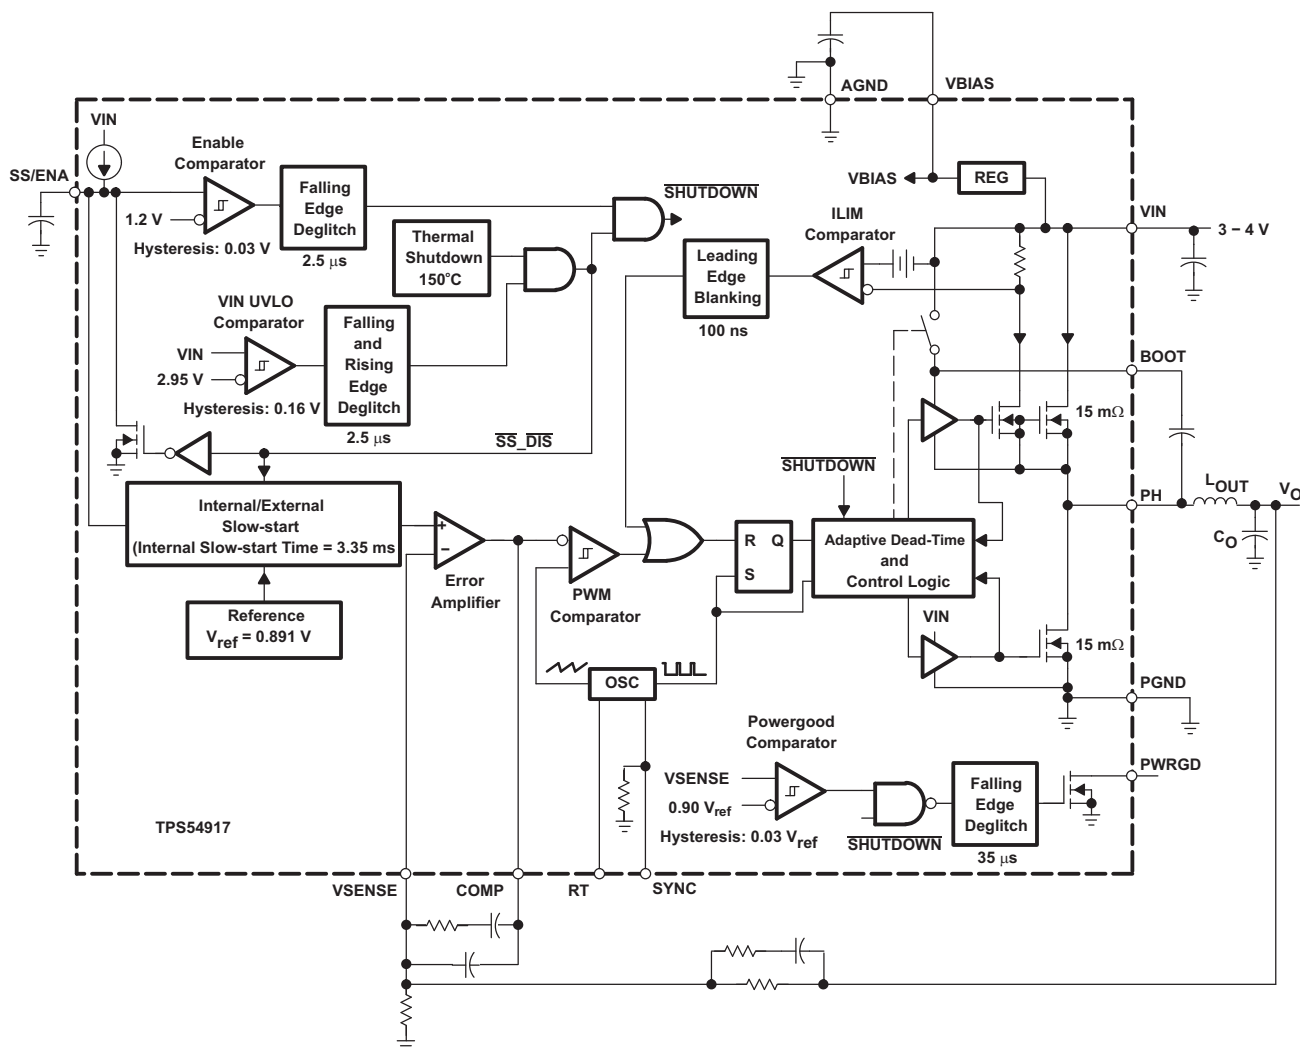 AGND
VBIAS
VIN
Enable
Comparator
SS/ENA
1.2 V
Hysteresis: 0.03 V
Falling
Edge
Deglitch
2.5 μs
SHUTDOWN
VBIAS
REG
VIN
3 – 4 V
Thermal
Shutdown
150°C
ILIM
Comparator
Leading
Edge
Blanking
100 ns
VIN UVLO
Comparator
VIN
2.95 V
Hysteresis: 0.16 V
Falling
and
Rising
Edge
Deglitch
2.5 μs
BOOT
15 mΩ
SS_DIS
SHUTDOWN
Internal/External
Slow-start
(Internal Slow-start Time = 3.35 ms
+
−
Error
Amplifier
Reference
Vref = 0.891 V
PWM
Comparator
R Q
S
Adaptive Dead-Time
and
Control Logic
PH
LOUT
VO
CO
VIN
15 mΩ
OSC
PGND
Powergood
Comparator
VSENSE
0.90 Vref
Hysteresis: 0.03 Vref
SHUTDOWN
Falling
Edge
Deglitch
35 μs
PWRGD
TPS54917
VSENSE
COMP
RT
SYNC